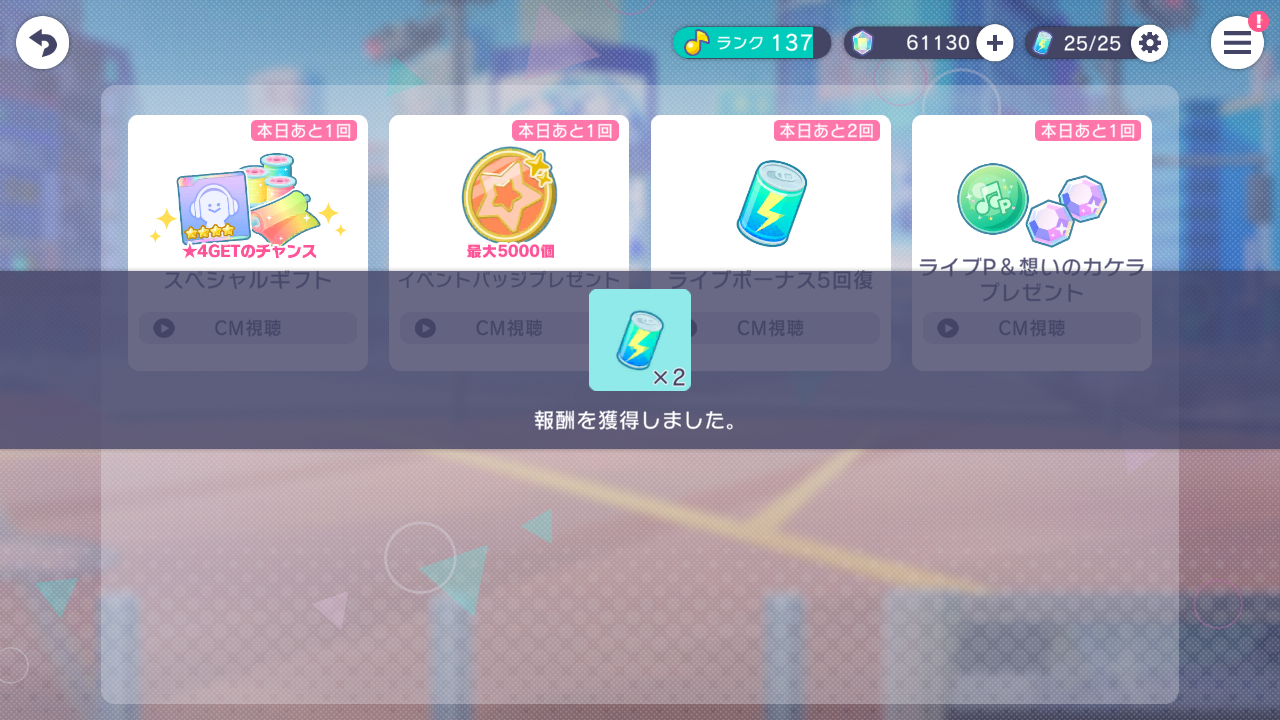 ランク 137
61130
25/25
本日あと1回
本日あと1回
本日あと2回
本日あと1回
★4GETのチャンス
最大5000個
P
スペシャルギフト
イベントバッジプレゼント
ライブボーナス5回復
ライブP＆想いのカケラ
プレゼント
CM視聴
CM視聴
CM視聴
CM視聴
×2
報酬を獲得しました。